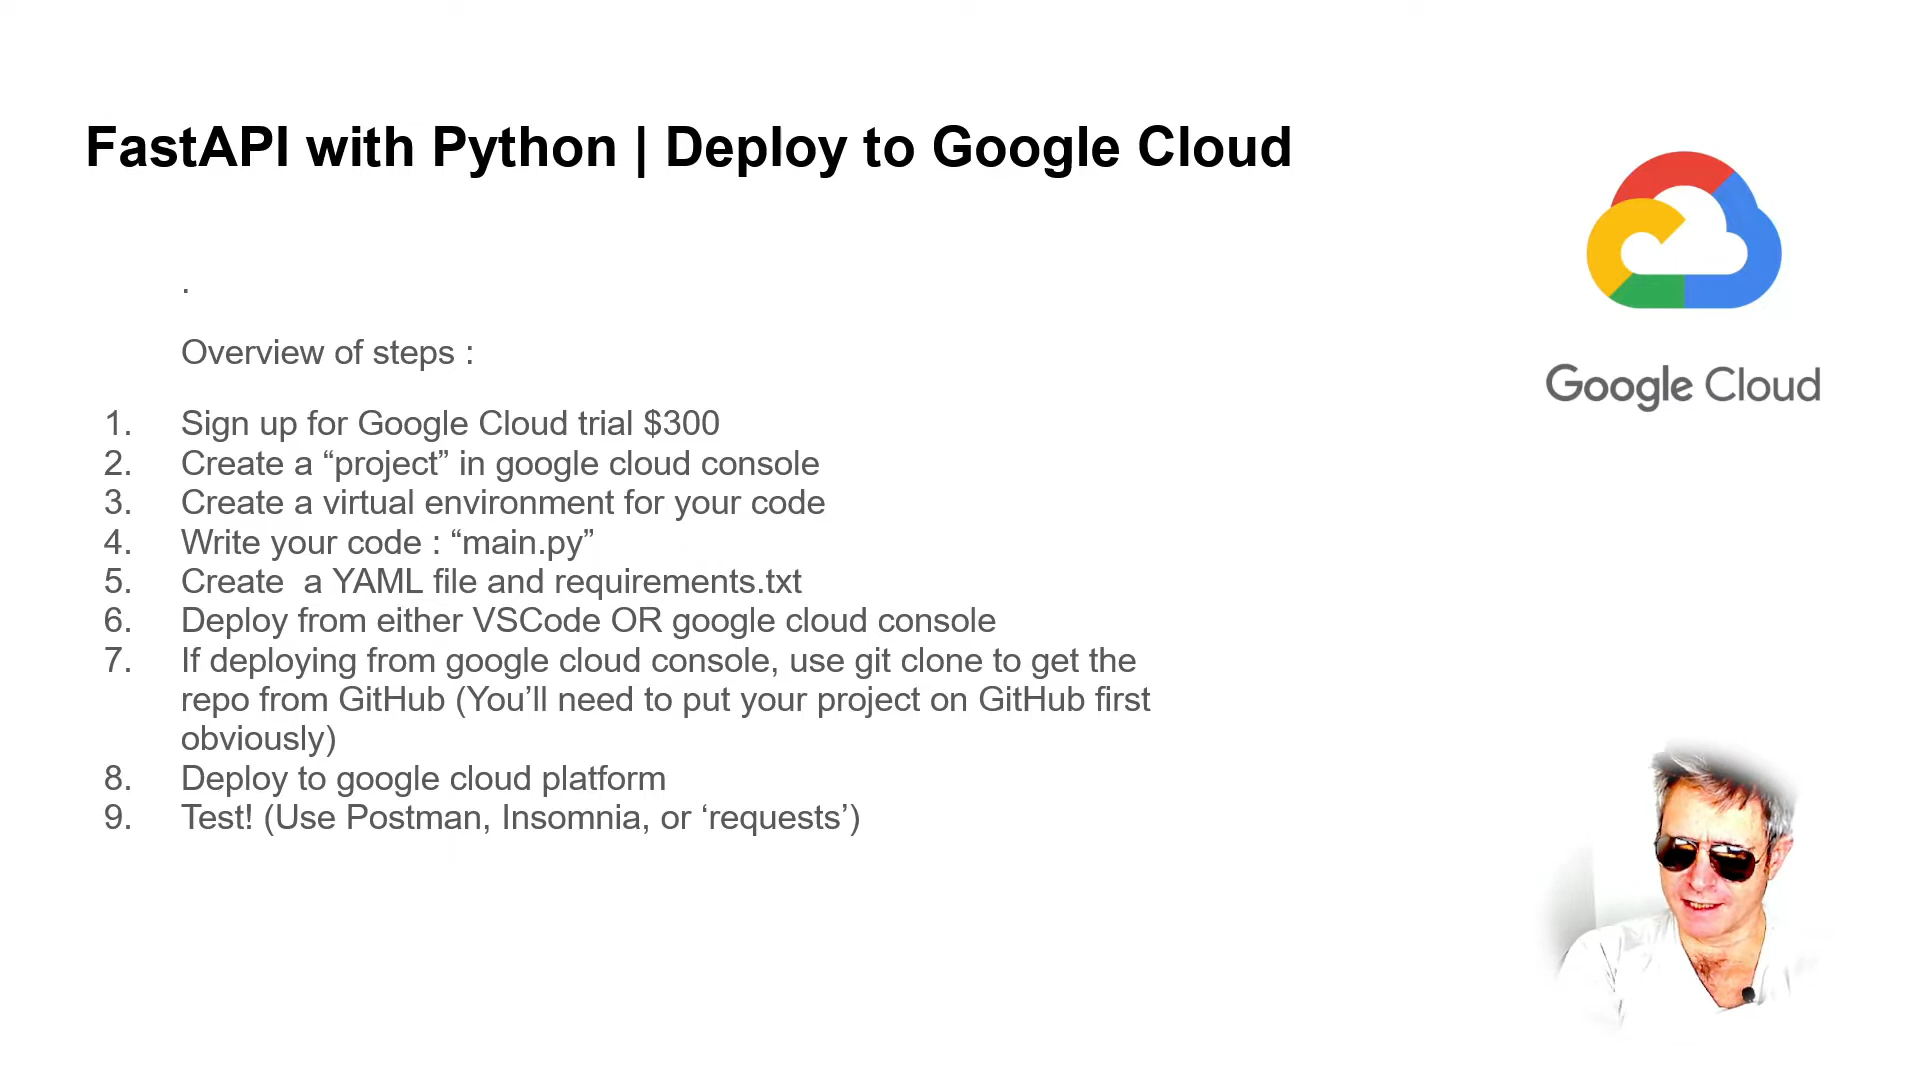 FastAPI with Python | Deploy to Google Cloud
.
Overview of steps :
1. Sign up for Google Cloud trial $300
2. Create a “project” in google cloud console
3. Create a virtual environment for your code
4. Write your code : “main.py”
5. Create  a YAML file and requirements.txt
6. Deploy from either VSCode OR google cloud console
7. If deploying from google cloud console, use git clone to get the
repo from GitHub (You’ll need to put your project on GitHub first
obviously)
8. Deploy to google cloud platform
9. Test! (Use Postman, Insomnia, or ‘requests’)
Google Cloud